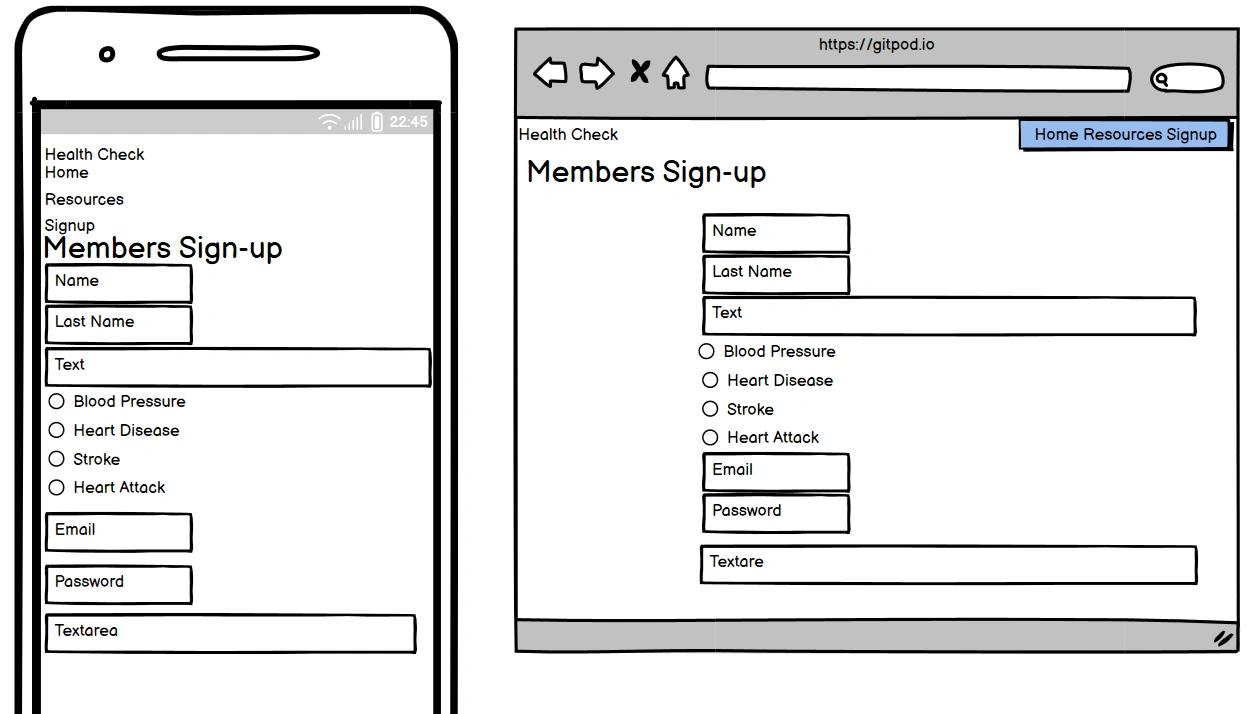 22:45
Health Check
Home
Resources
Signup
Members Sign-up
Name
Last Name
Text
Blood Pressure
Heart Disease
Stroke
Heart Attack
Email
Password
Textarea
https://gitpod.io
Health Check
Home Resources Signup
Members Sign-up
Name
Last Name
Text
Blood Pressure
Heart Disease
Stroke
Heart Attack
Email
Password
Textare